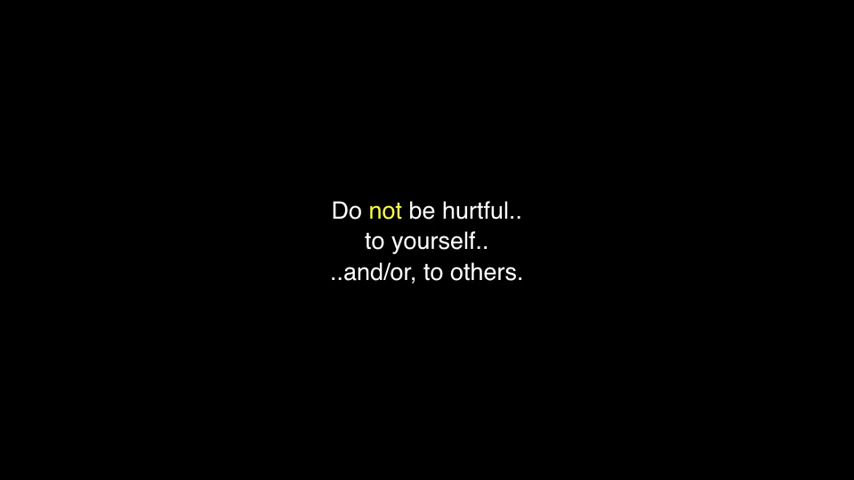 Do not be hurtful..
to yourself..
..and/or, to others.